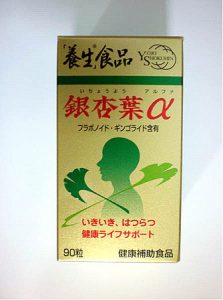 「養生」食品
YOJO
SHOKUHIN
YS
いちょうよう アルファ
銀杏葉α
フラボノイド・ギンゴライド含有
いきいき、はつらつ
健康ライフサポート
90粒 健康補助食品